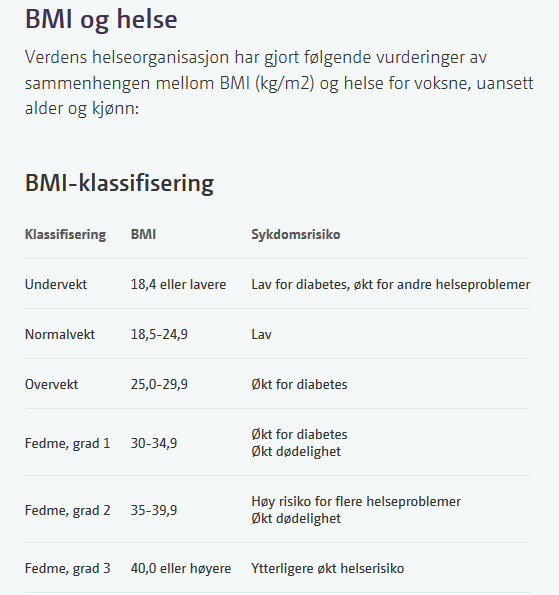 BMI og helse
Verdens helseorganisasjon har gjort følgende vurderinger av
sammenhengen mellom BMI (kg/m2) og helse for voksne, uansett
alder og kjønn:
BMI-klassifisering
Klassifisering BMI Sykdomsrisiko
Undervekt 18,4 eller lavere Lav for diabetes, økt for andre helseproblemer
Normalvekt 18,5-24,9 Lav
Overvekt 25,0-29,9 Økt for diabetes
Fedme, grad 1 30-34,9 Økt for diabetes
Økt dødelighet
Fedme, grad 2 35-39,9 Høy risiko for flere helseproblemer
Økt dødelighet
Fedme, grad 3 40,0 eller høyere Ytterligere økt helserisiko